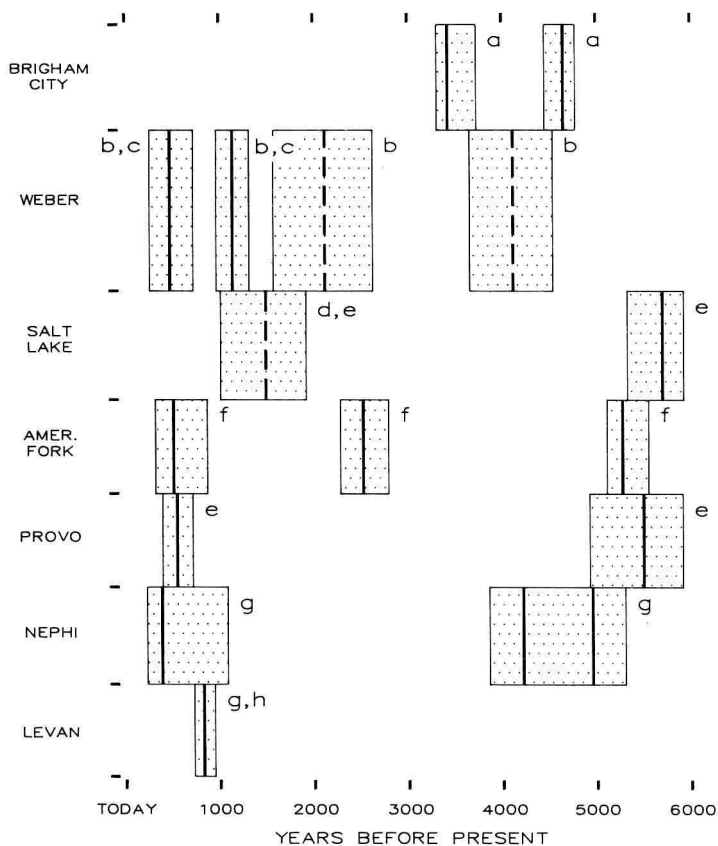 BRIGHAM
CITY
a
a
WEBER
b,c
b,c
b
b
SALT
LAKE
d,e
e
AMER.
FORK
f
f
f
PROVO
e
e
NEPHI
g
g
LEVAN
g,h
TODAY 1000 2000 3000 4000 5000 6000
YEARS BEFORE PRESENT